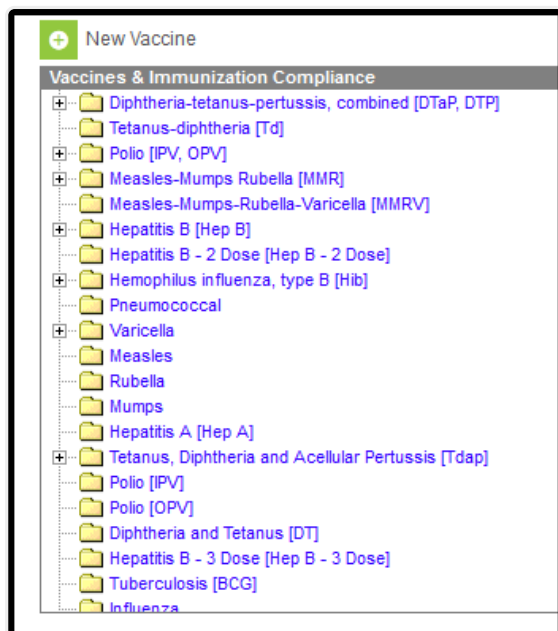 New Vaccine
Vaccines & Immunization Compliance
Diphtheria-tetanus-pertussis, combined [DTaP, DTP]
Tetanus-diphtheria [Td]
Polio [IPV, OPV]
Measles-Mumps Rubella [MMR]
Measles-Mumps-Rubella-Varicella [MMRV]
Hepatitis B [Hep B]
Hepatitis B - 2 Dose [Hep B - 2 Dose]
Hemophilus influenza, type B [Hib]
Pneumococcal
Varicella
Measles
Rubella
Mumps
Hepatitis A [Hep A]
Tetanus, Diphtheria and Acellular Pertussis [Tdap]
Polio [IPV]
Polio [OPV]
Diphtheria and Tetanus [DT]
Hepatitis B - 3 Dose [Hep B - 3 Dose]
Tuberculosis [BCG]
Influenza